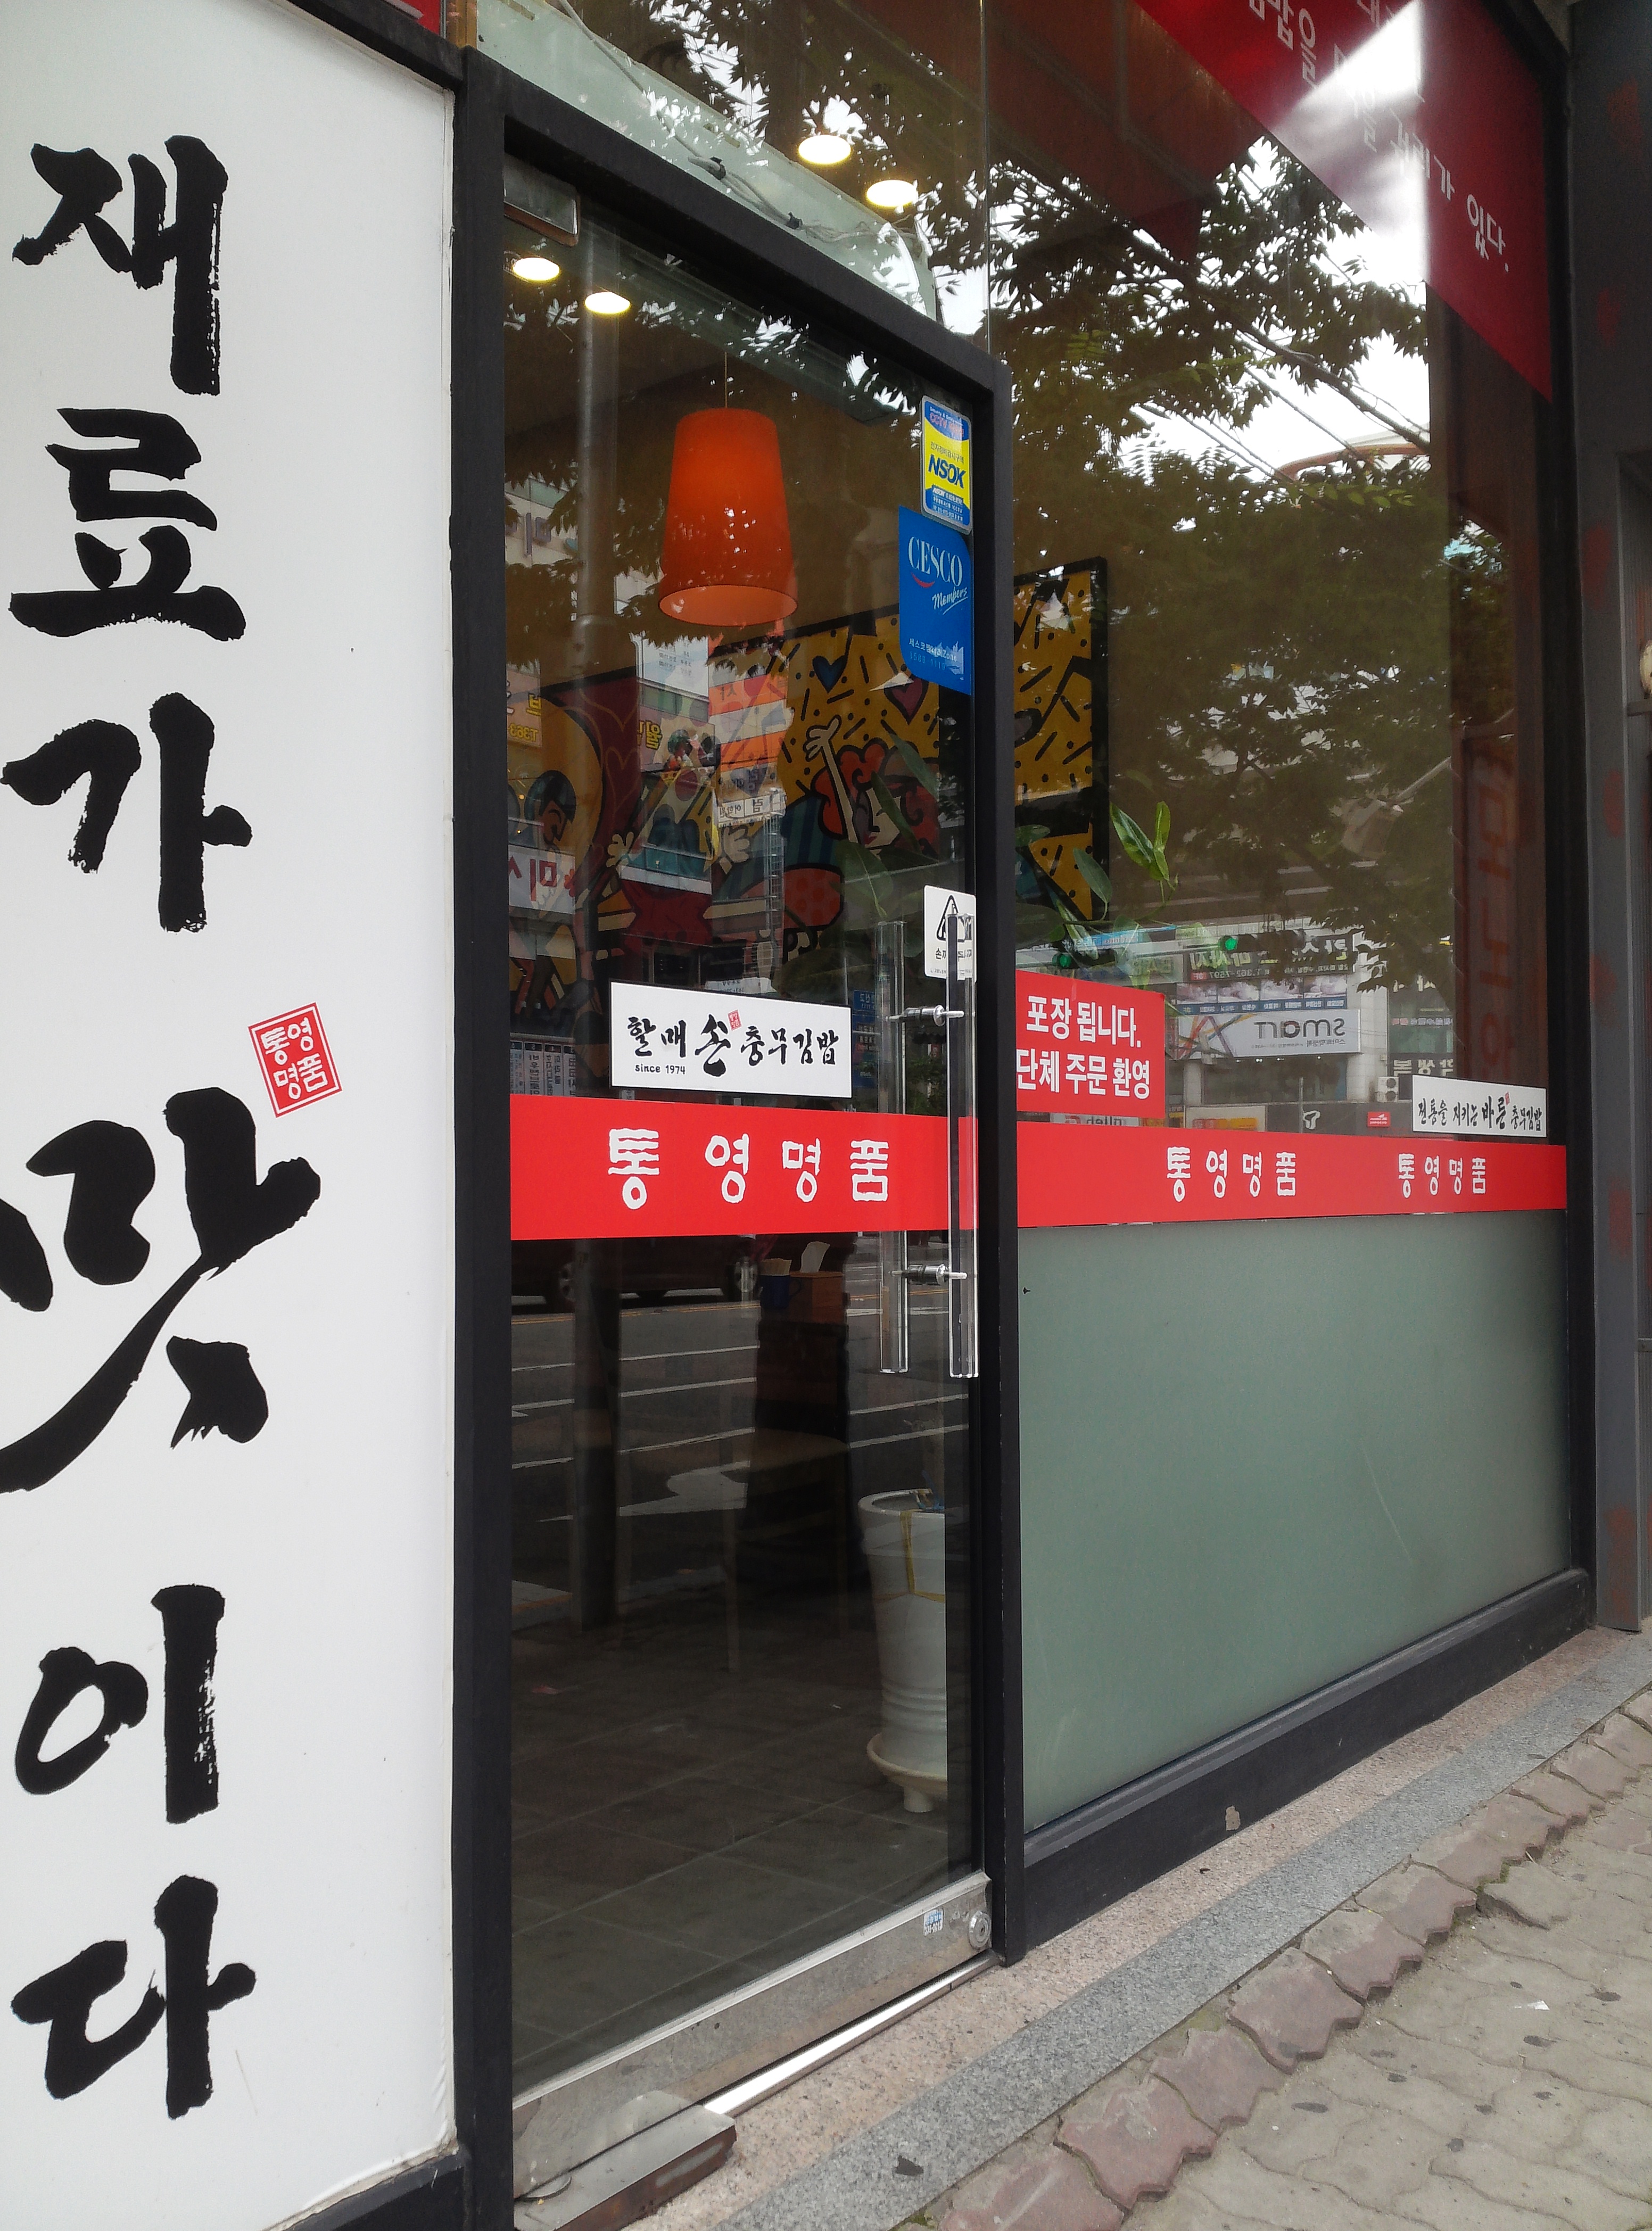 재료가 맛이다
통영
명품
NSOK
CESCO
Members
할매손충무김밥
since 1974
통영명품
포장 됩니다.
단체 주문 환영
전통을 지키는 바른 충무김밥
통영명품 통영명품
smart
있다.